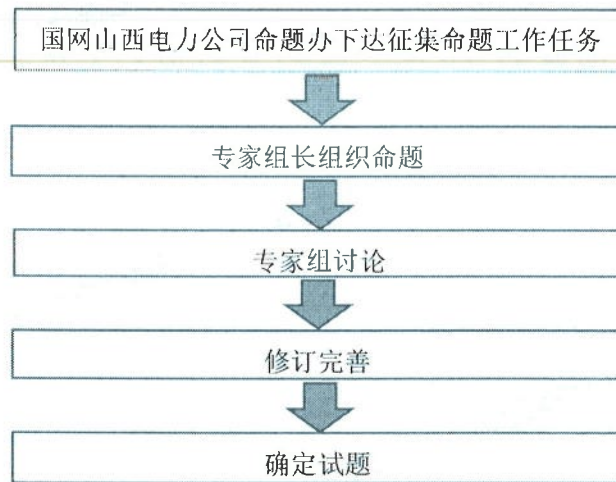 国网山西电力公司命题办下达征集命题工作任务
专家组长组织命题
专家组讨论
修订完善
确定试题